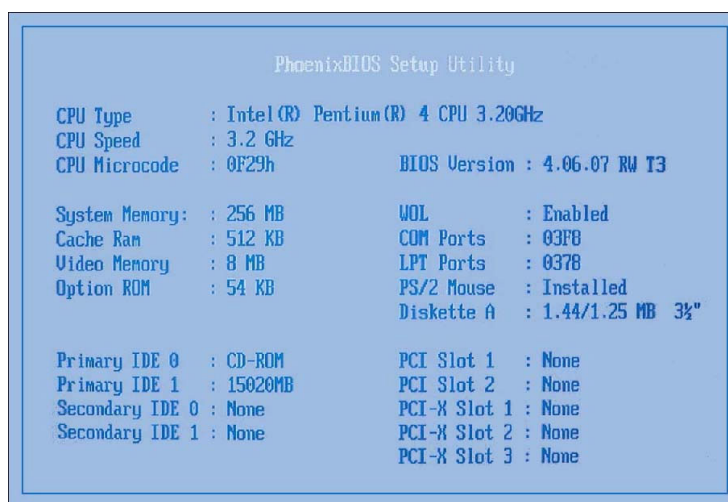 PhoenixBIOS Setup Utility
CPU Type : Intel(R) Pentium(R) 4 CPU 3.20GHz
CPU Speed : 3.2 GHz
CPU Microcode : 0F29h BIOS Version : 4.06.07 RW T3
System Memory: : 256 MB WOL : Enabled
Cache Ram : 512 KB COM Ports : 03F8
Video Memory : 8 MB LPT Ports : 0378
Option ROM : 54 KB PS/2 Mouse : Installed
Diskette A : 1.44/1.25 MB 3½"
Primary IDE 0 : CD-ROM PCI Slot 1 : None
Primary IDE 1 : 15020MB PCI Slot 2 : None
Secondary IDE 0 : None PCI-X Slot 1 : None
Secondary IDE 1 : None PCI-X Slot 2 : None
PCI-X Slot 3 : None